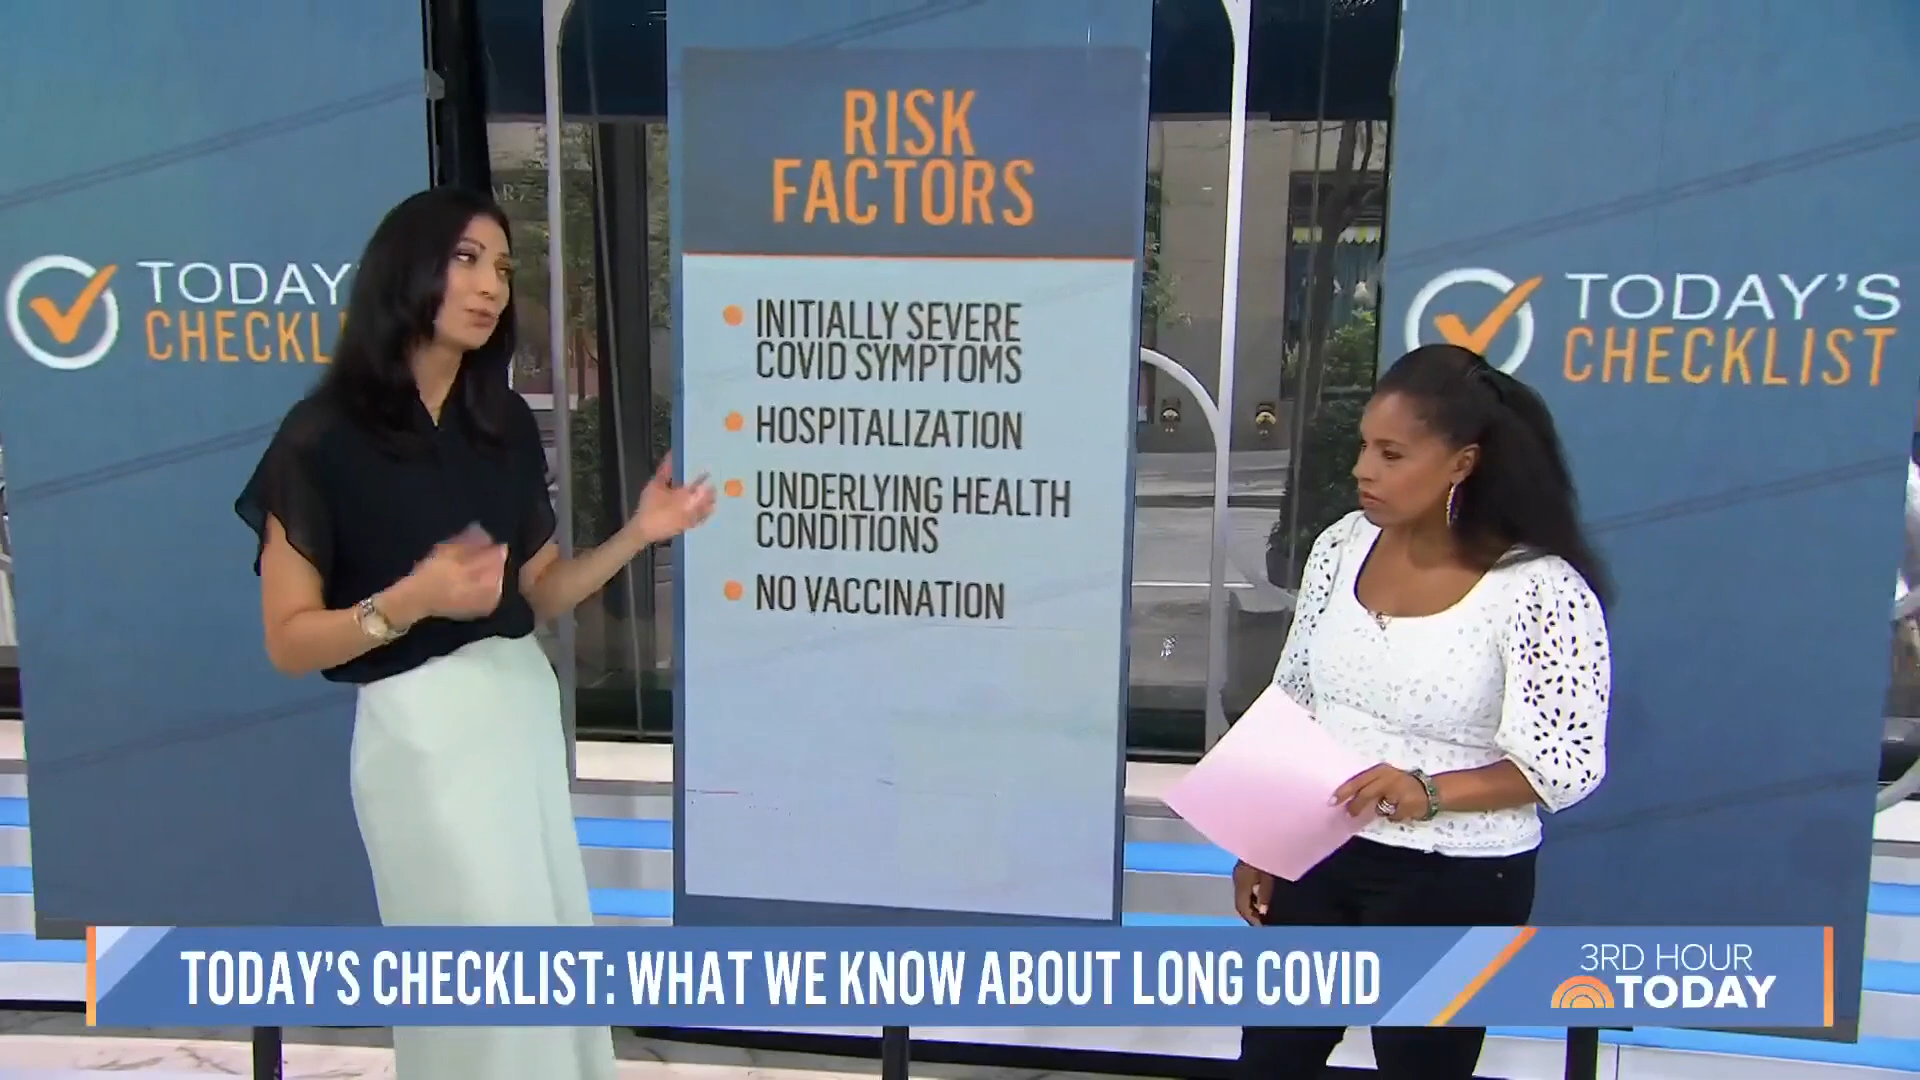 RISK
FACTORS
TODAY'
CHECKL
TODAY'S
CHECKLIST
INITIALLY SEVERE
COVID SYMPTOMS
HOSPITALIZATION
UNDERLYING HEALTH
CONDITIONS
NO VACCINATION
TODAY'S CHECKLIST: WHAT WE KNOW ABOUT LONG COVID
3RD HOUR
TODAY